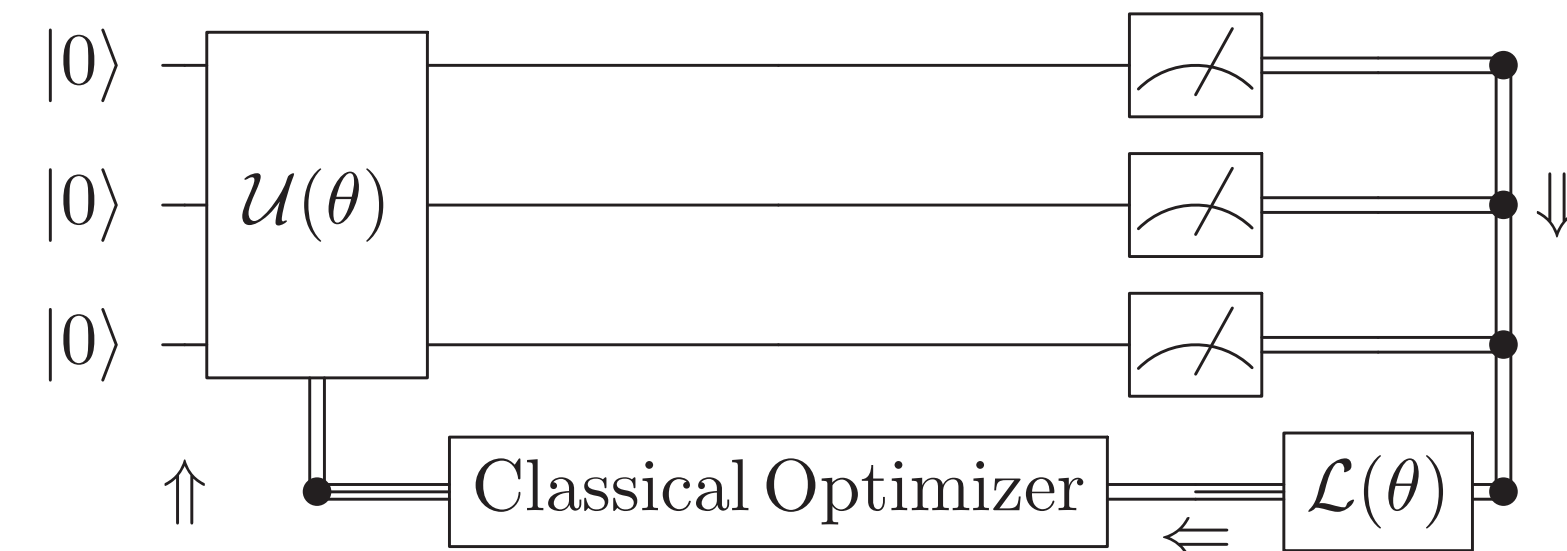 |0⟩
|0⟩ 𝒰(θ)
|0⟩
Classical Optimizer ℒ(θ)